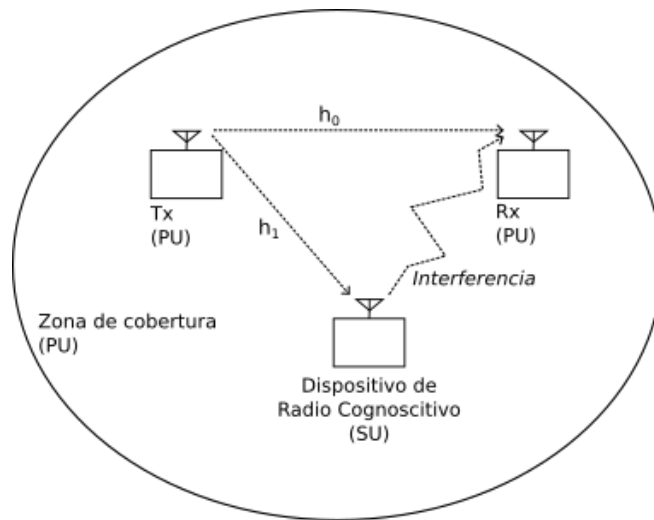 h₀
Tx
(PU)
Rx
(PU)
h₁
Interferencia
Zona de cobertura
(PU)
Dispositivo de
Radio Cognoscitivo
(SU)